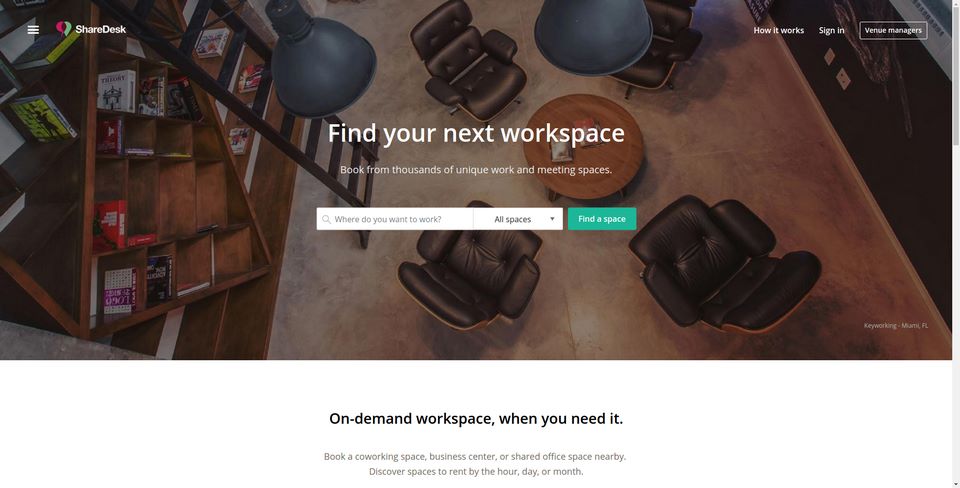 ShareDesk
How it works
Sign in
Venue managers
Find your next workspace
Book from thousands of unique work and meeting spaces.
Where do you want to work?
All spaces
Find a space
Keyworking - Miami, FL
On-demand workspace, when you need it.
Book a coworking space, business center, or shared office space nearby.
Discover spaces to rent by the hour, day, or month.